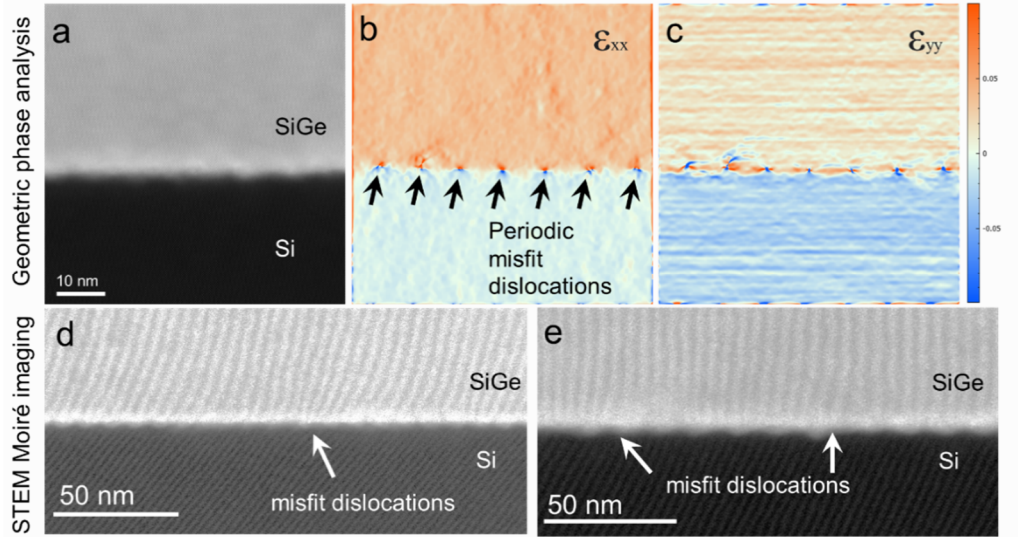 Geometric phase analysis
a
SiGe
Si
10 nm
b
εxx
Periodic
misfit
dislocations
c
εyy
0.05
0
-0.05
STEM Moiré imaging
d
SiGe
Si
50 nm
misfit dislocations
e
SiGe
Si
50 nm
misfit dislocations